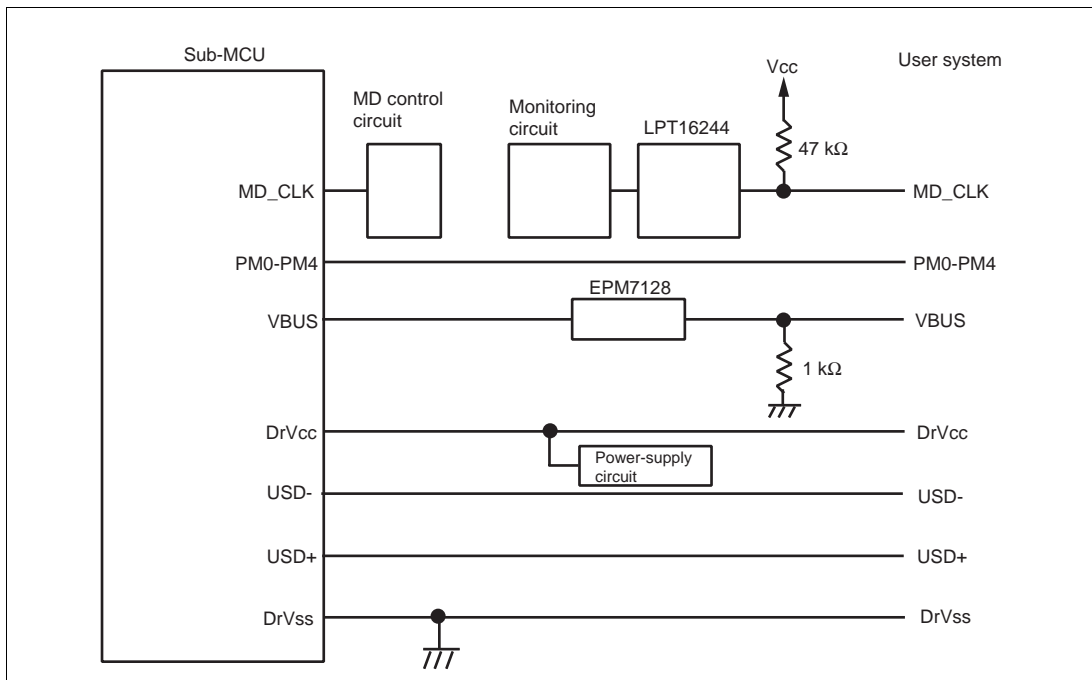 Sub-MCU
User system
Vcc
MD control
circuit
Monitoring
circuit
LPT16244
47 kΩ
MD_CLK
MD_CLK
PM0-PM4
PM0-PM4
EPM7128
VBUS
VBUS
1 kΩ
DrVcc
DrVcc
Power-supply
circuit
USD-
USD-
USD+
USD+
DrVss
DrVss